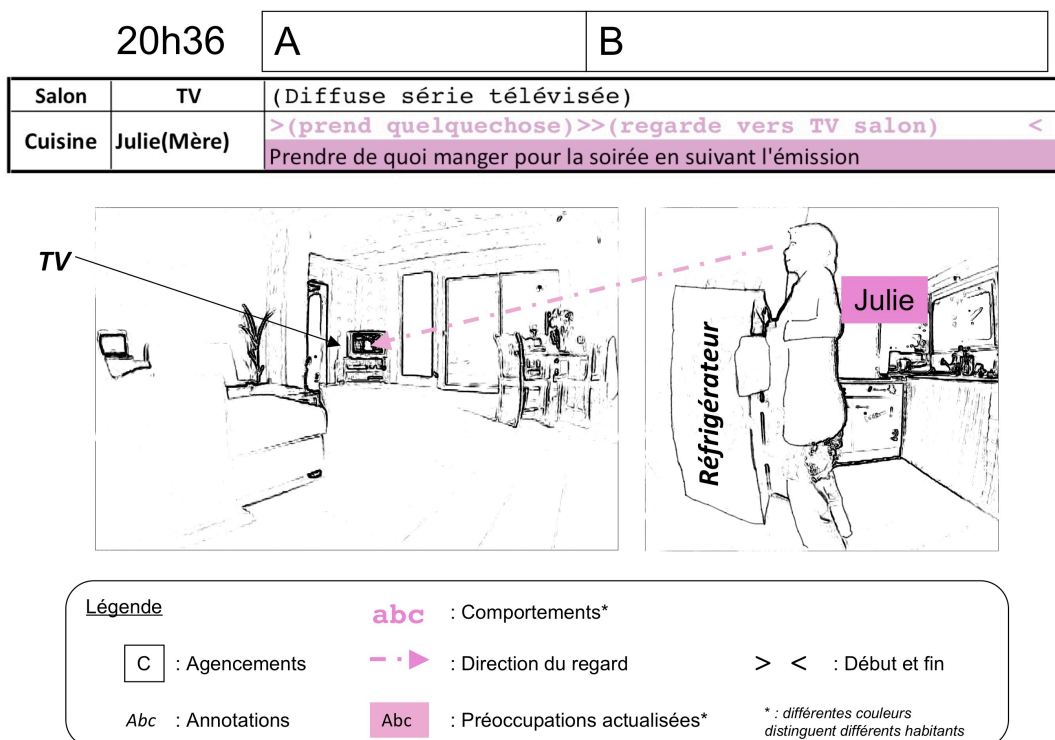 20h36 A B
Salon TV (Diffuse série télévisée)
Cuisine Julie(Mère) >(prend quelquechose)>>(regarde vers TV salon) <
Prendre de quoi manger pour la soirée en suivant l'émission
TV
Julie
Réfrigérateur
Légende
abc : Comportements*
C : Agencements
: Direction du regard
> < : Début et fin
Abc : Annotations
Abc : Préoccupations actualisées*
* : différentes couleurs
distinguent différents habitants